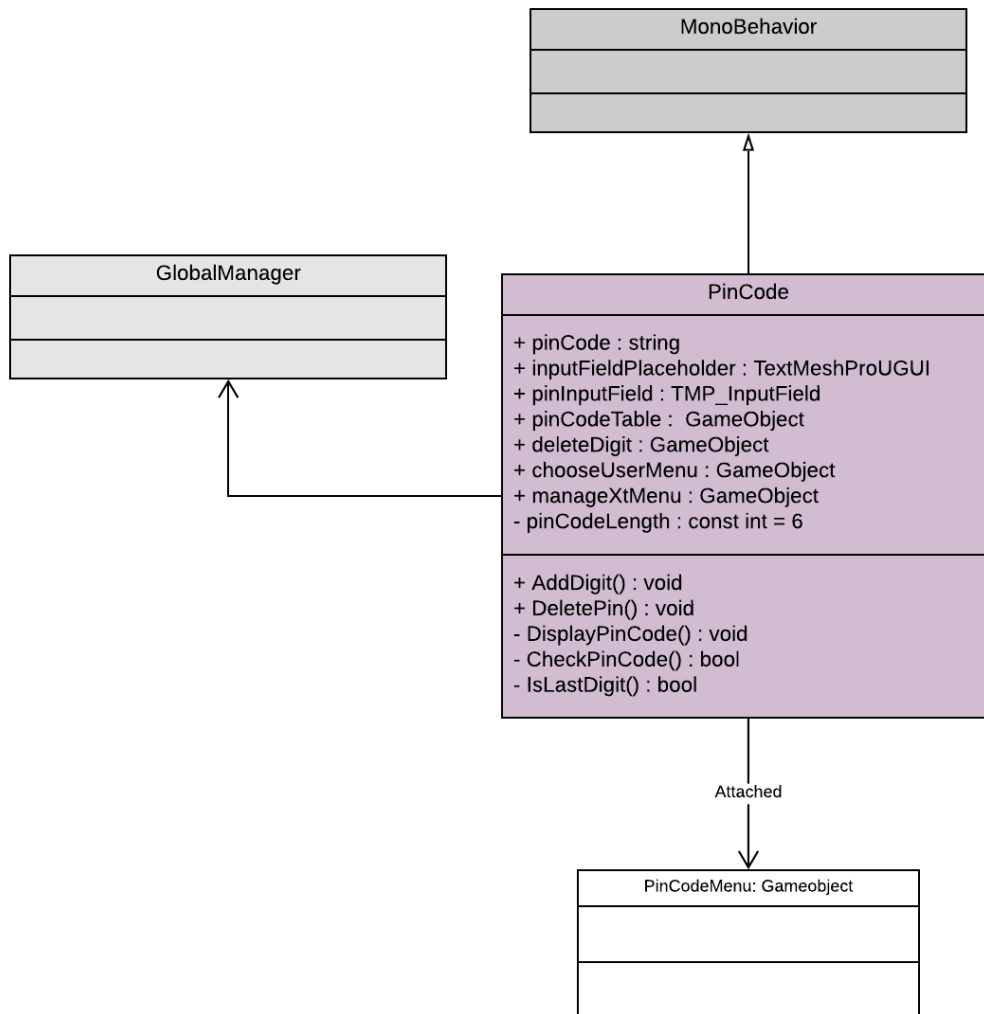 MonoBehavior
GlobalManager
PinCode
+ pinCode : string
+ inputFieldPlaceholder : TextMeshProUGUI
+ pinInputField : TMP_InputField
+ pinCodeTable :  GameObject
+ deleteDigit : GameObject
+ chooseUserMenu : GameObject
+ manageXtMenu : GameObject
- pinCodeLength : const int = 6
+ AddDigit() : void
+ DeletePin() : void
- DisplayPinCode() : void
- CheckPinCode() : bool
- IsLastDigit() : bool
Attached
PinCodeMenu: Gameobject